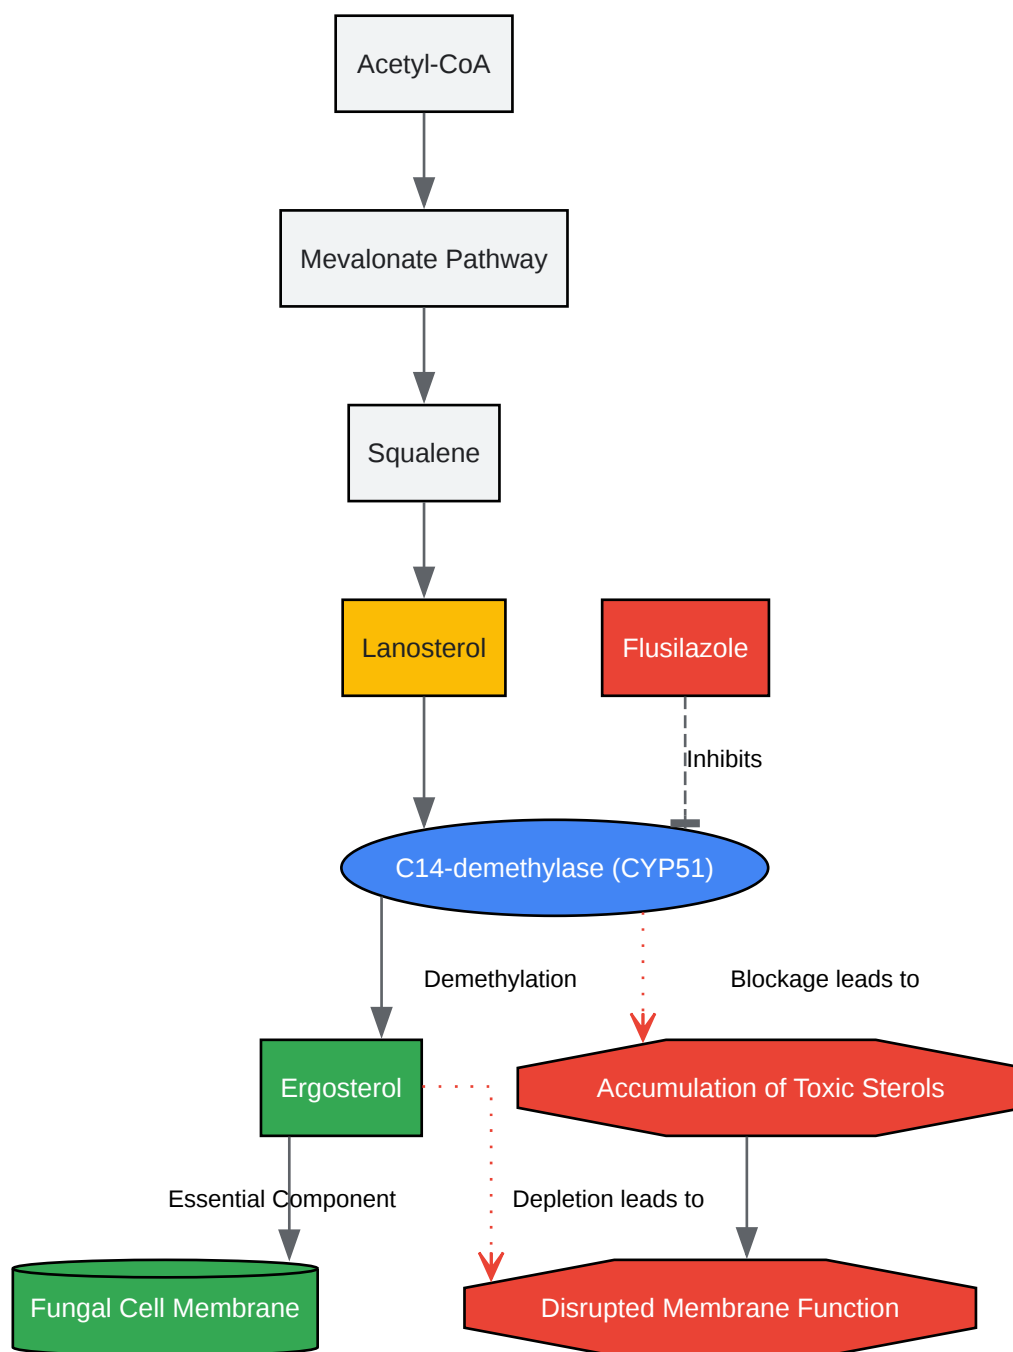 Acetyl-CoA
Mevalonate Pathway
Squalene
Lanosterol
Flusilazole
Inhibits
C14-demethylase (CYP51)
Demethylation
Blockage leads to
Ergosterol
Accumulation of Toxic Sterols
Essential Component
Depletion leads to
Fungal Cell Membrane
Disrupted Membrane Function